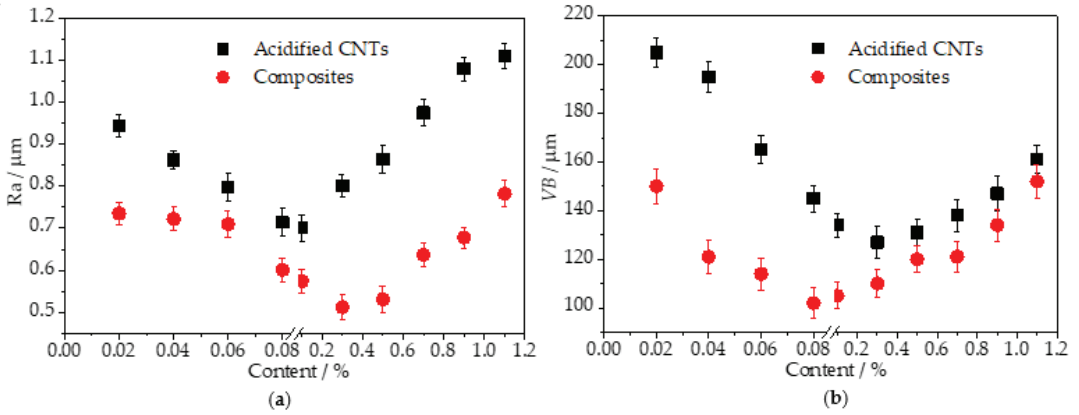 1.2
1.1
1.0
0.9
0.8
0.7
0.6
0.5
Ra / μm
Acidified CNTs
Composites
0.00 0.02 0.04 0.06 0.08 0.2 0.4 0.6 0.8 1.0 1.2
Content / %
(a)
220
200
180
160
140
120
100
VB / μm
Acidified CNTs
Composites
0.00 0.02 0.04 0.06 0.08 0.2 0.4 0.6 0.8 1.0 1.2
Content / %
(b)